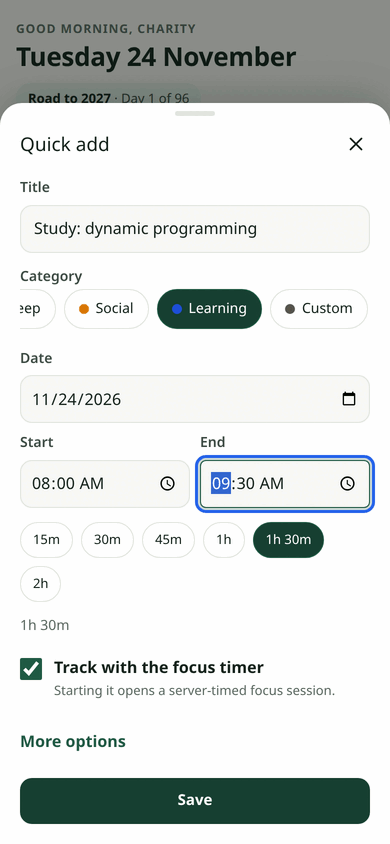 GOOD MORNING, CHARITY
Tuesday 24 November
Road to 2027 · Day 1 of 96
Quick add
Title
Study: dynamic programming
Category
eep
Social
Learning
Custom
Date
11/24/2026
Start
End
08:00 AM
09:30 AM
15m
30m
45m
1h
1h 30m
2h
1h 30m
Track with the focus timer
Starting it opens a server-timed focus session.
More options
Save